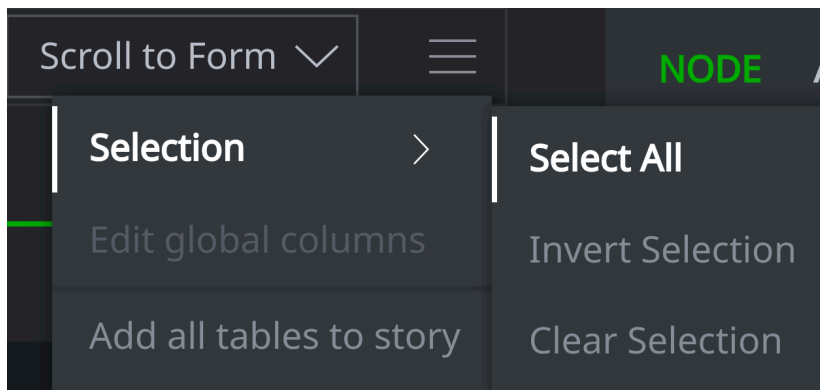 Scroll to Form
NODE
Selection
Select All
Edit global columns
Invert Selection
Add all tables to story
Clear Selection